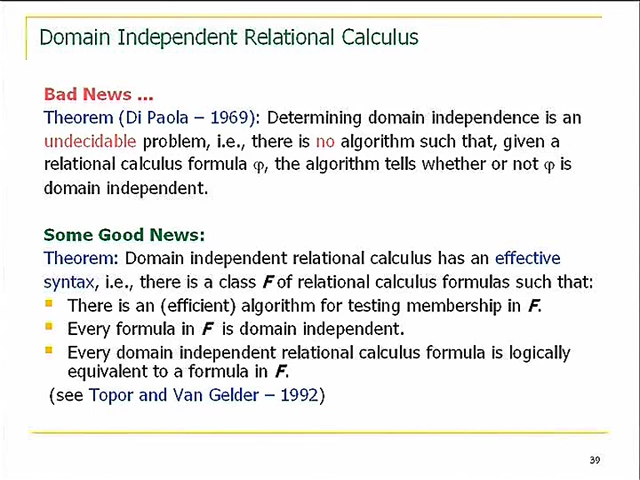 Domain Independent Relational Calculus
Bad News ...
Theorem (Di Paola – 1969): Determining domain independence is an
undecidable problem, i.e., there is no algorithm such that, given a
relational calculus formula φ, the algorithm tells whether or not φ is
domain independent.
Some Good News:
Theorem: Domain independent relational calculus has an effective
syntax, i.e., there is a class F of relational calculus formulas such that:
There is an (efficient) algorithm for testing membership in F.
Every formula in F is domain independent.
Every domain independent relational calculus formula is logically
equivalent to a formula in F.
(see Topor and Van Gelder – 1992)
39